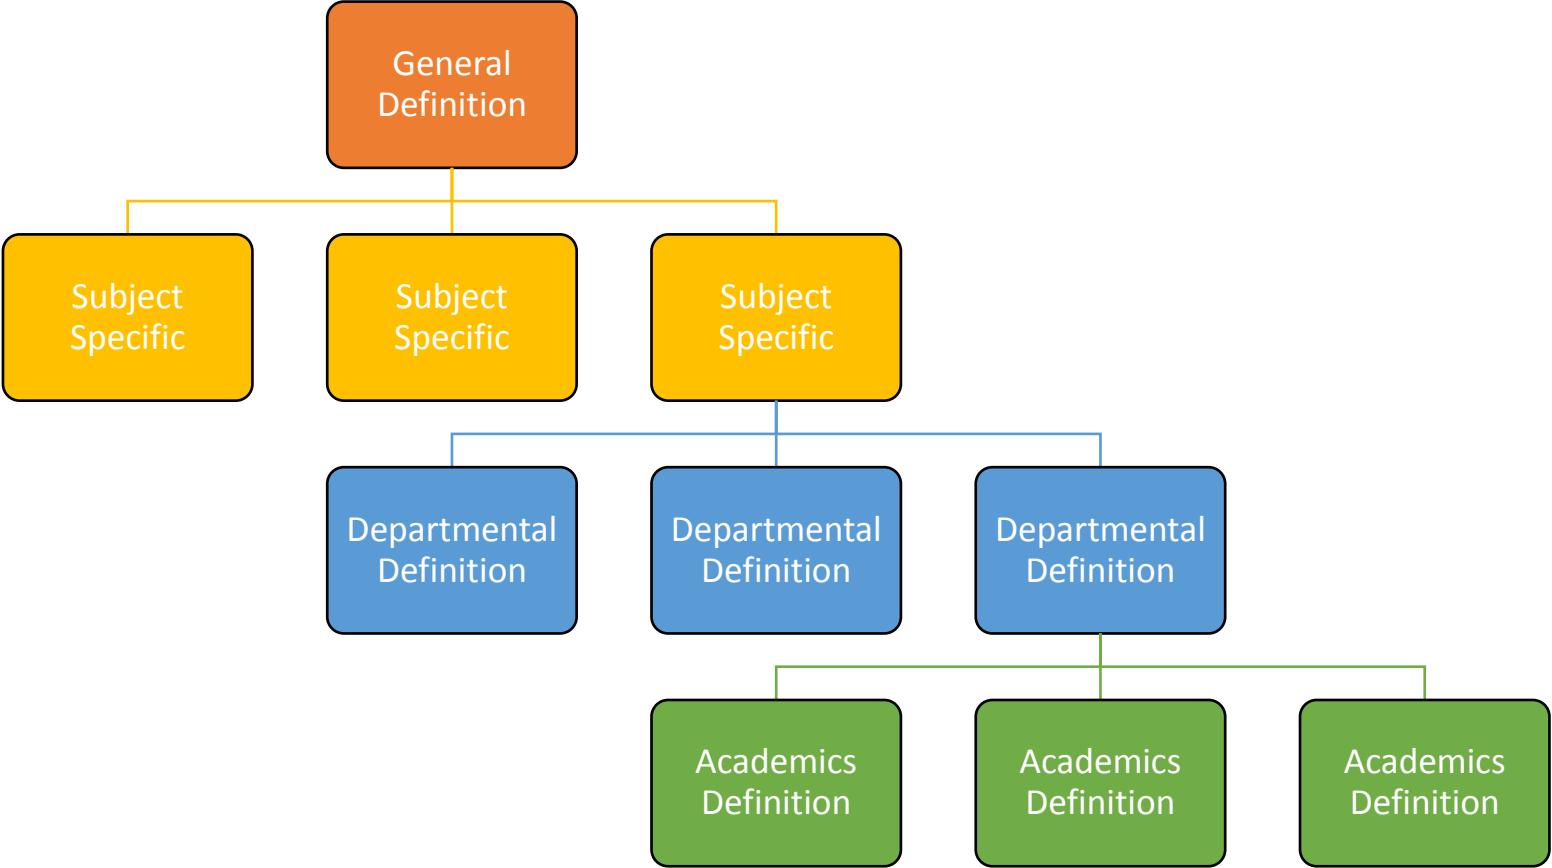 General
Definition
Subject
Specific
Subject
Specific
Subject
Specific
Departmental
Definition
Departmental
Definition
Departmental
Definition
Academics
Definition
Academics
Definition
Academics
Definition